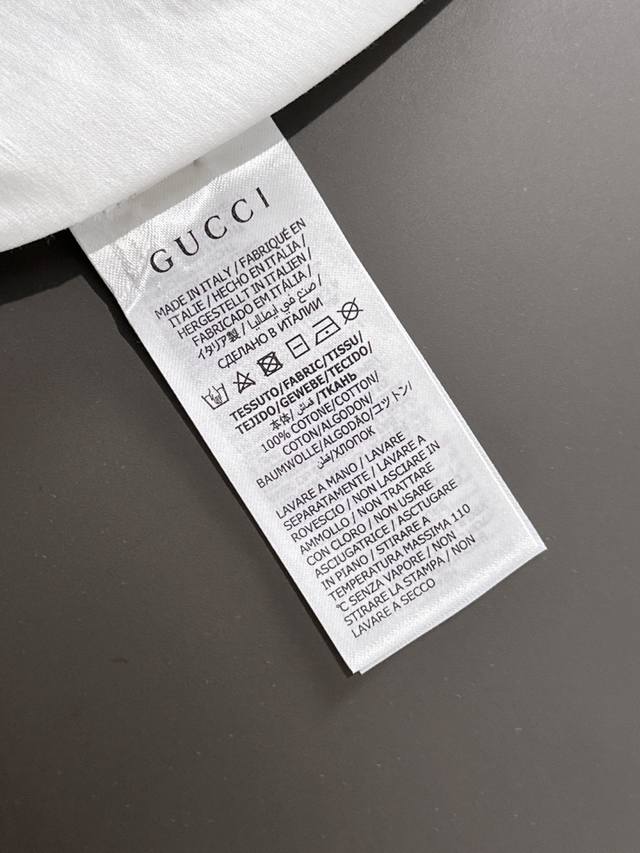 GUCCI
MADE IN ITALY / FABRIQUÉ EN
ITALIE / HECHO EN ITALIA /
HERGESTELLT IN ITALIEN /
FABRICADO EM ITÁLIA /
イタリア製 / صنع في ايطاليا /
СДЕЛАНО В ИТАЛИИ
TESSUTO/FABRIC/TISSU/
TEJIDO/GEWEBE/TECIDO/
本体/قماش/ТКАНЬ
100% COTONE/COTTON/
COTON/ALGODON/
BAUMWOLLE/ALGODÃO/コットン/
قطن/ХЛОПОК
LAVARE A MANO / LAVARE
SEPARATAMENTE / LAVARE A
ROVESCIO / NON LASCIARE IN
AMMOLLO / NON TRATTARE
CON CLORO / NON USARE
ASCIUGATRICE / ASCTUGARE
IN PIANO / STIRARE A
TEMPERATURA MASSIMA 110
℃ SENZA VAPORE / NON
STIRARE LA STAMPA / NON
LAVARE A SECCO